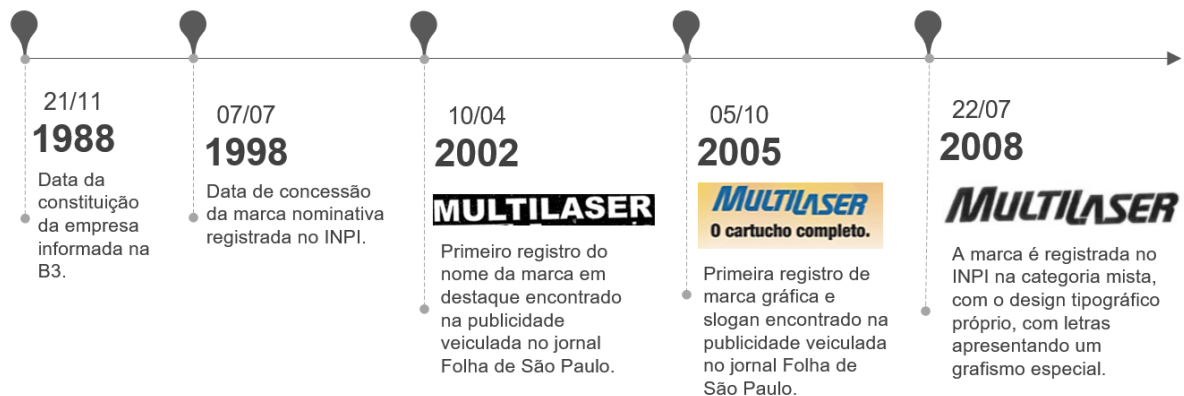 21/11
1988
Data da
constituição
da empresa
informada na
B3.
07/07
1998
Data de concessão
da marca nominativa
registrada no INPI.
10/04
2002
MULTILASER
Primeiro registro do
nome da marca em
destaque encontrado
na publicidade
veiculada no jornal
Folha de São Paulo.
05/10
2005
MULTILASER
O cartucho completo.
Primeira registro de
marca gráfica e
slogan encontrado na
publicidade veiculada
no jornal Folha de
São Paulo.
22/07
2008
MULTILASER
A marca é registrada no
INPI na categoria mista,
com o design tipográfico
próprio, com letras
apresentando um
grafismo especial.